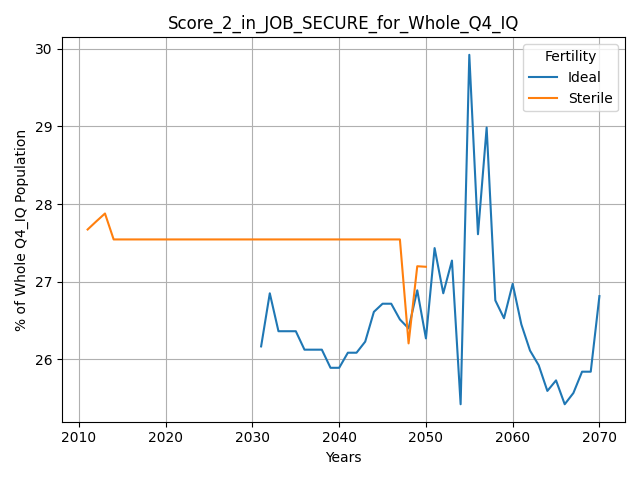 Score_2_in_JOB_SECURE_for_Whole_Q4_IQ
% of Whole Q4_IQ Population
30
29
28
27
26
Fertility
Ideal
Sterile
2010 2020 2030 2040 2050 2060 2070
Years